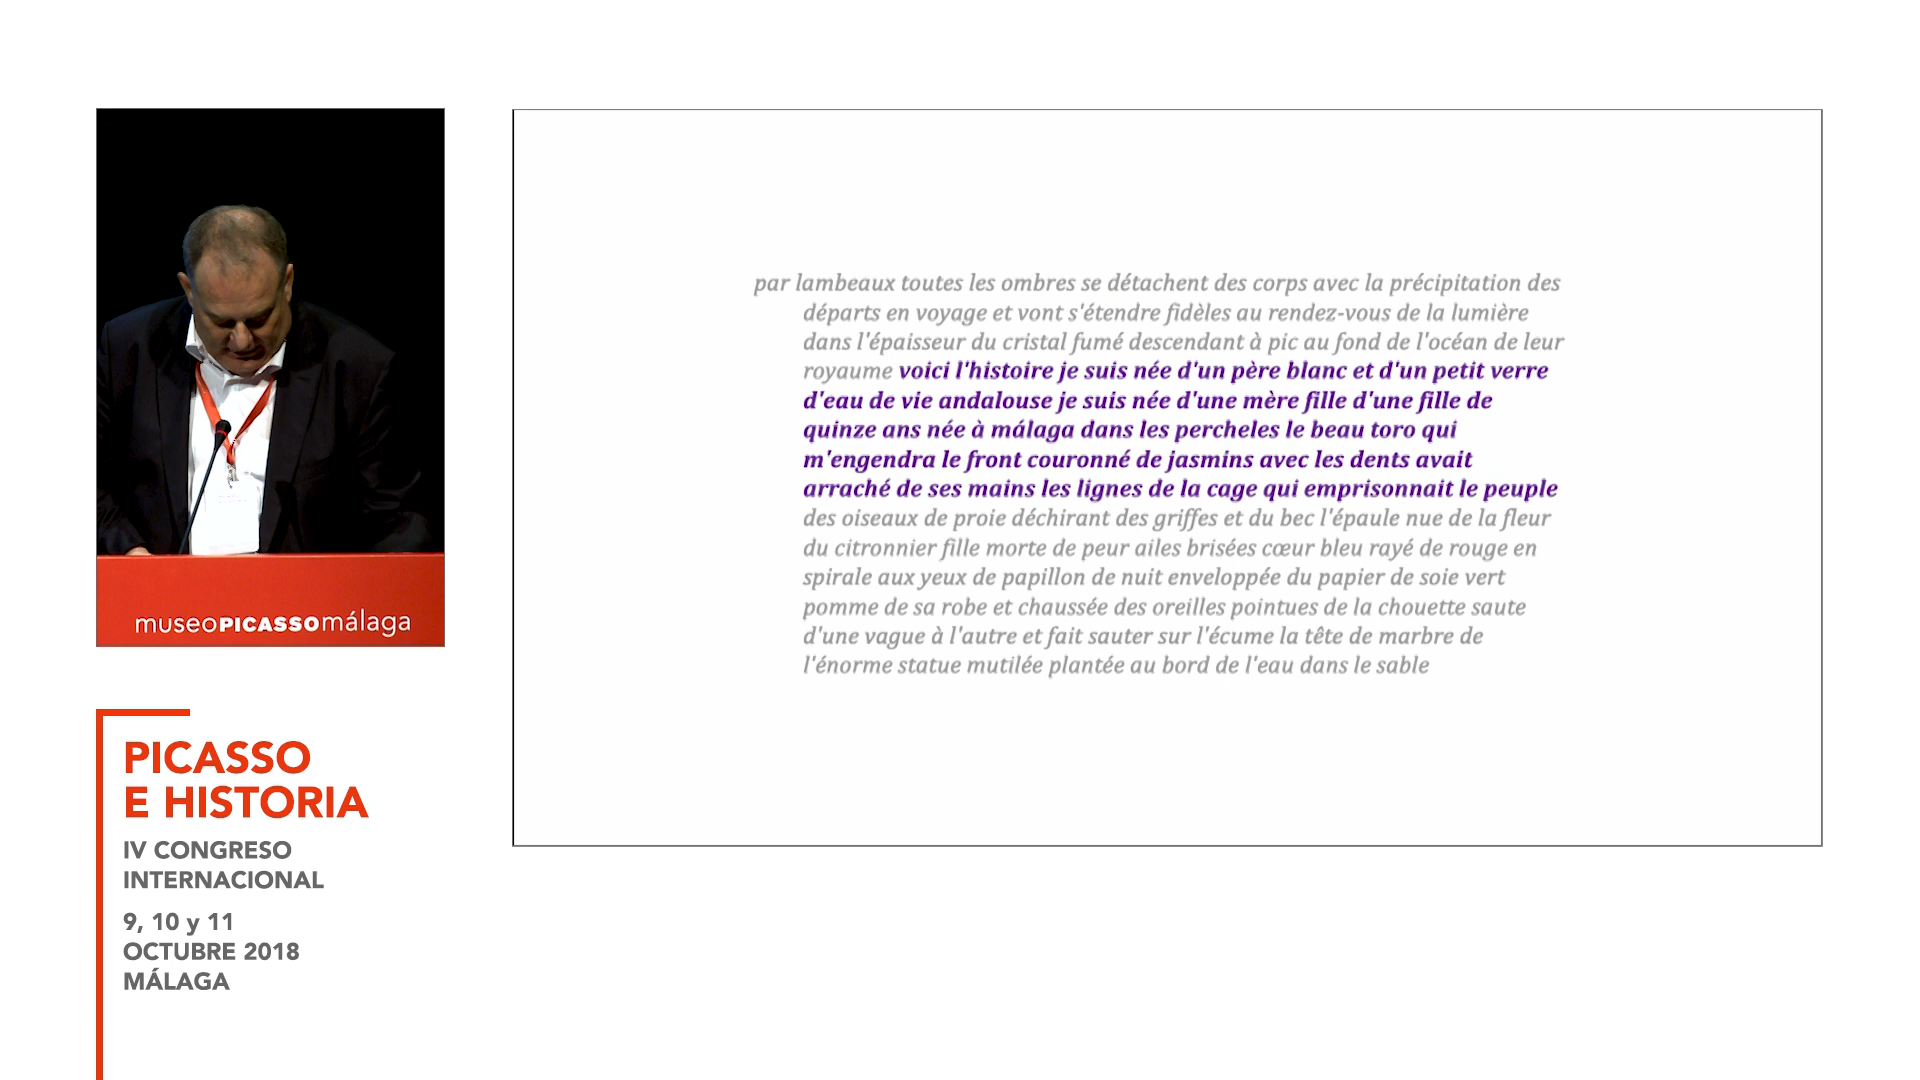 museoPICASSOmálaga
PICASSO
E HISTORIA
IV CONGRESO
INTERNACIONAL
9, 10 y 11
OCTUBRE 2018
MÁLAGA
par lambeaux toutes les ombres se détachent des corps avec la précipitation des
départs en voyage et vont s'étendre fidèles au rendez-vous de la lumière
dans l'épaisseur du cristal fumé descendant à pic au fond de l'océan de leur
royaume voici l'histoire je suis née d'un père blanc et d'un petit verre
d'eau de vie andalouse je suis née d'une mère fille d'une fille de
quinze ans née à málaga dans les percheles le beau toro qui
m'engendra le front couronné de jasmins avec les dents avait
arraché de ses mains les lignes de la cage qui emprisonnait le peuple
des oiseaux de proie déchirant des griffes et du bec l'épaule nue de la fleur
du citronnier fille morte de peur ailes brisées cœur bleu rayé de rouge en
spirale aux yeux de papillon de nuit enveloppée du papier de soie vert
pomme de sa robe et chaussée des oreilles pointues de la chouette saute
d'une vague à l'autre et fait sauter sur l'écume la tête de marbre de
l'énorme statue mutilée plantée au bord de l'eau dans le sable